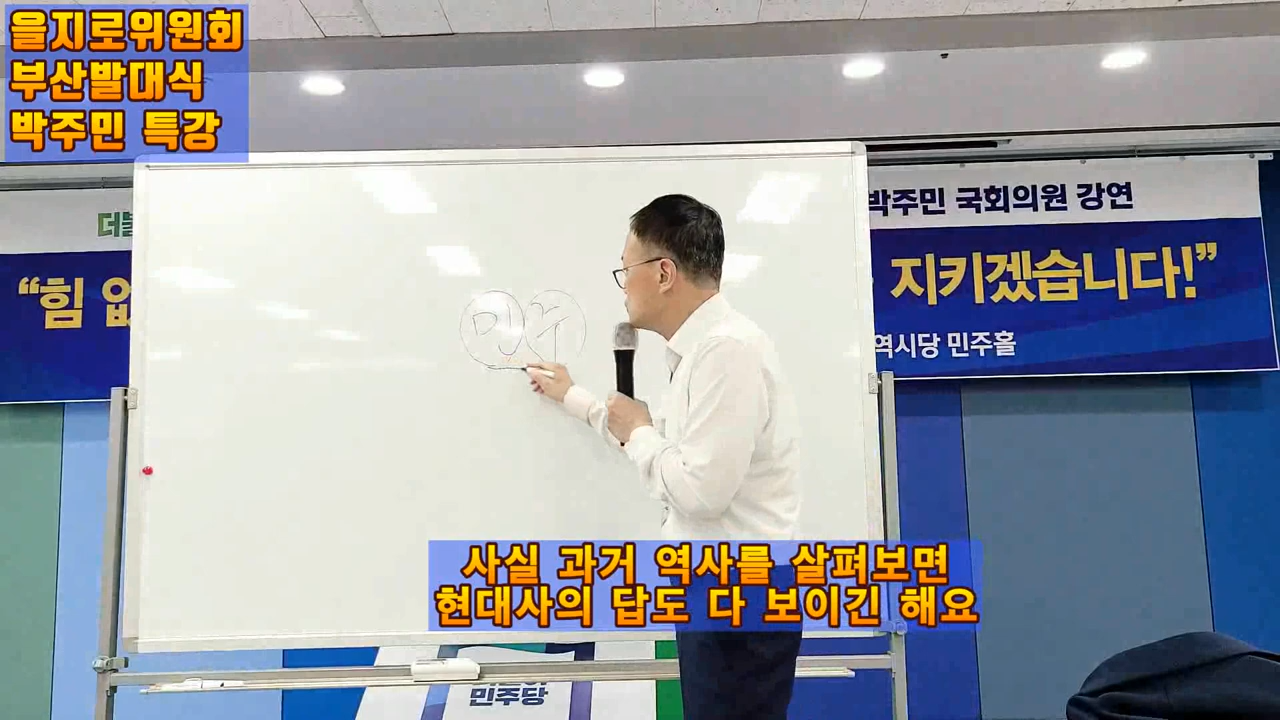 을지로위원회
부산발대식
박주민 특강
더불
박주민 국회의원 강연
“힘 없
지키겠습니다!”
역시당 민주홀
민주
사실 과거 역사를 살펴보면
현대사의 답도 다 보이긴 해요
민주당